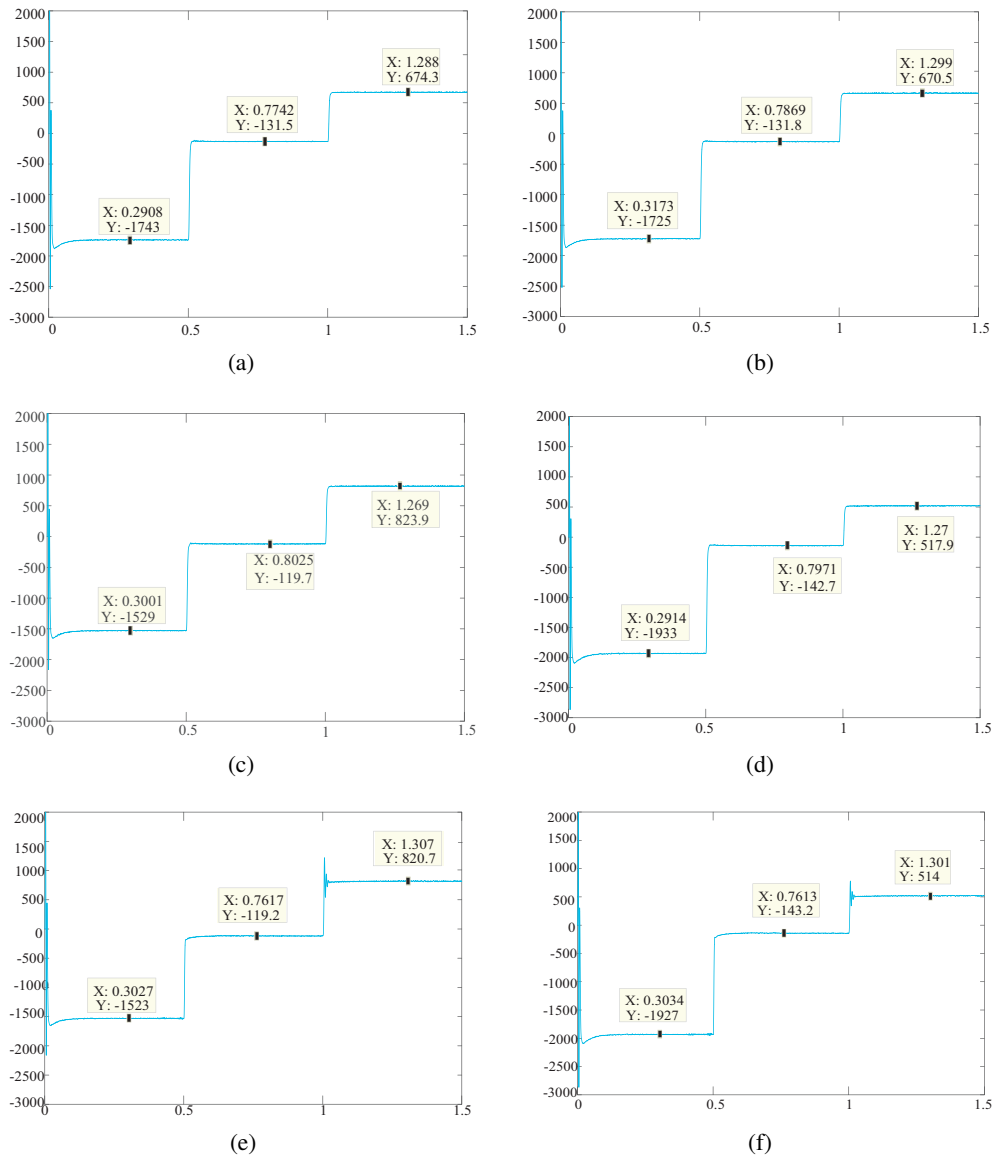 2000
1500
1000
500
0
-500
-1000
-1500
-2000
-2500
-3000
0
0.5
1
1.5
X: 0.2908
Y: -1743
X: 0.7742
Y: -131.5
X: 1.288
Y: 674.3
(a)
2000
1500
1000
500
0
-500
-1000
-1500
-2000
-2500
-3000
0
0.5
1
1.5
X: 0.3173
Y: -1725
X: 0.7869
Y: -131.8
X: 1.299
Y: 670.5
(b)
2000
1500
1000
500
0
-500
-1000
-1500
-2000
-2500
-3000
0
0.5
1
1.5
X: 0.3001
Y: -1529
X: 0.8025
Y: -119.7
X: 1.269
Y: 823.9
(c)
2000
1500
1000
500
0
-500
-1000
-1500
-2000
-2500
-3000
0
0.5
1
1.5
X: 0.2914
Y: -1933
X: 0.7971
Y: -142.7
X: 1.27
Y: 517.9
(d)
2000
1500
1000
500
0
-500
-1000
-1500
-2000
-2500
-3000
0
0.5
1
1.5
X: 0.3027
Y: -1523
X: 0.7617
Y: -119.2
X: 1.307
Y: 820.7
(e)
2000
1500
1000
500
0
-500
-1000
-1500
-2000
-2500
-3000
0
0.5
1
1.5
X: 0.3034
Y: -1927
X: 0.7613
Y: -143.2
X: 1.301
Y: 514
(f)